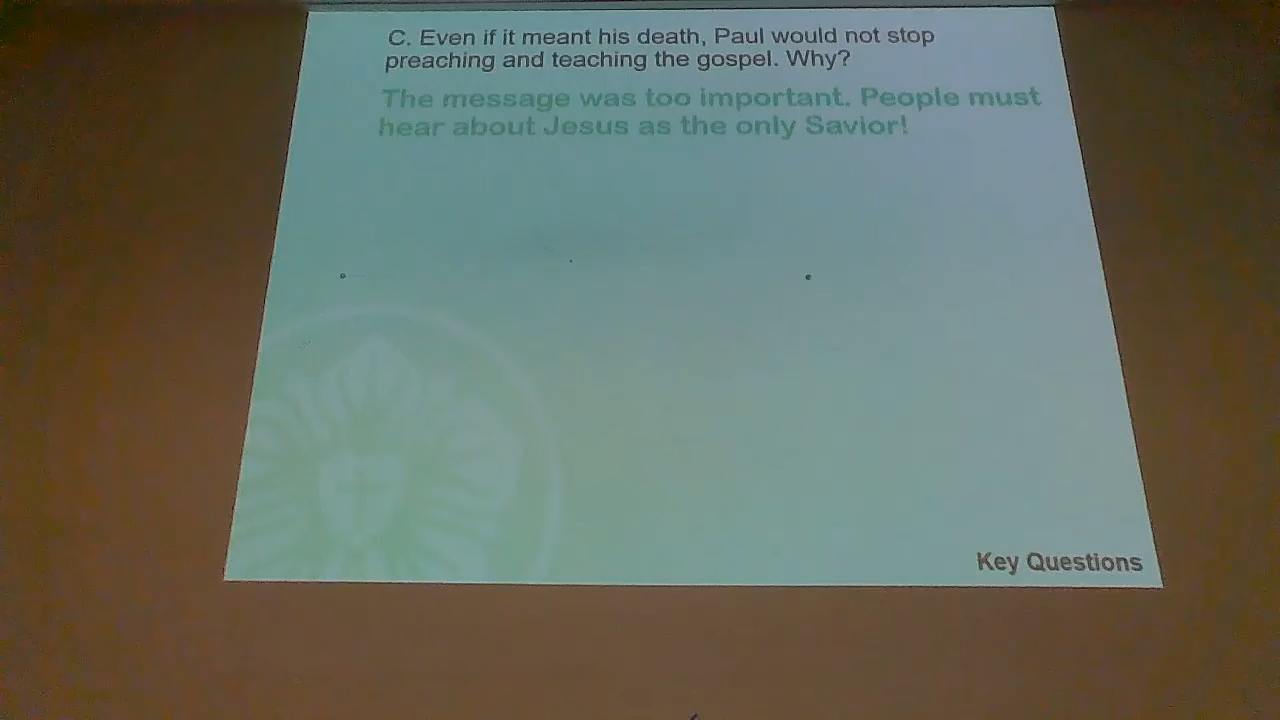 C. Even if it meant his death, Paul would not stop
preaching and teaching the gospel. Why?
The message was too important. People must
hear about Jesus as the only Savior!
Key Questions